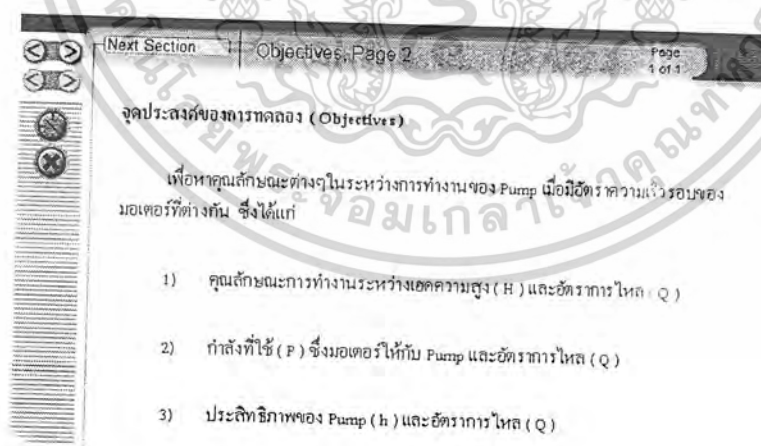 Next Section
Objectives, Page 2
Page
1 of 1
จุดประสงค์ของการทดลอง (Objectives)
เพื่อหาคุณลักษณะต่างๆในระหว่างการทำงานของ Pump เมื่อมีอัตราความเร็วรอบของ
มอเตอร์ที่ต่างกัน ซึ่งได้แก่
1) คุณลักษณะการทำงานระหว่างเฮดความสูง ( H ) และอัตราการไหล ( Q )
2) กำลังที่ใช้ ( P ) ซึ่งมอเตอร์ให้กับ Pump และอัตราการไหล ( Q )
3) ประสิทธิภาพของ Pump ( h ) และอัตราการไหล ( Q )